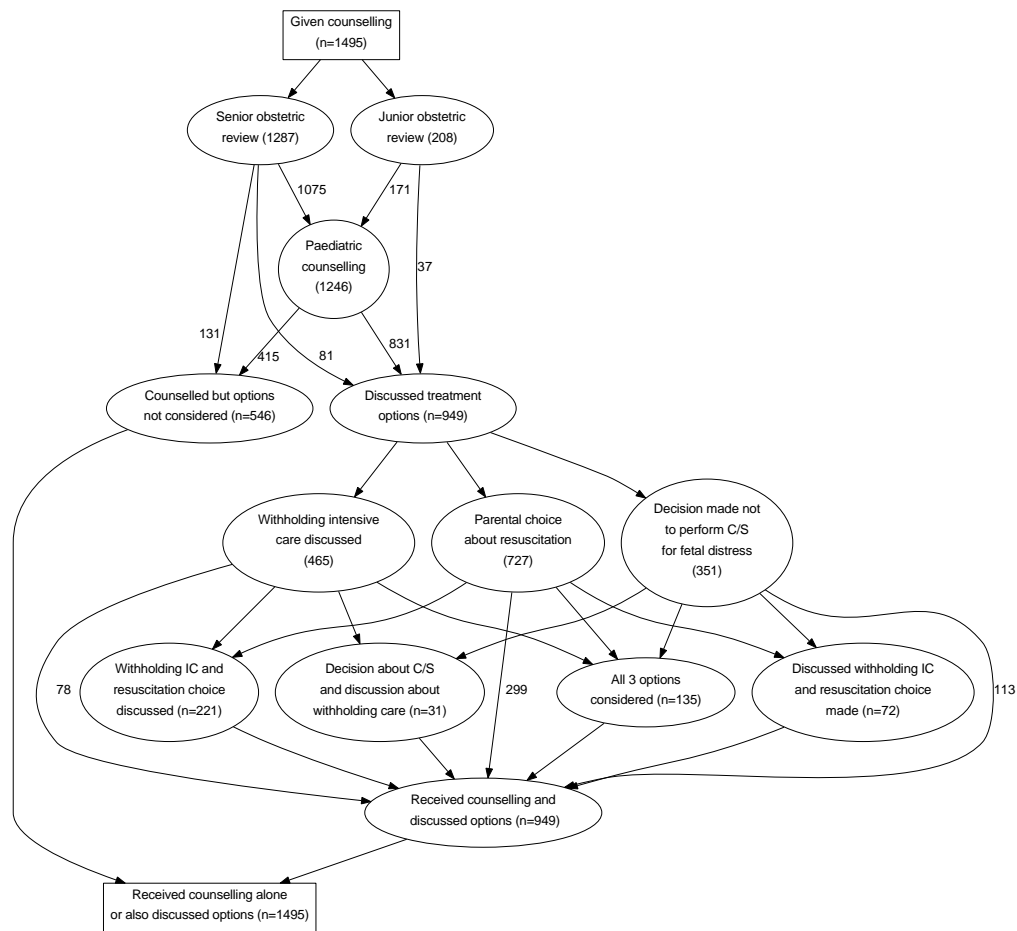 Given counselling
(n=1495)
Senior obstetric
review (1287)
Junior obstetric
review (208)
1075
171
Paediatric
counselling
(1246)
37
131
415
81
831
Counselled but options
not considered (n=546)
Discussed treatment
options (n=949)
Withholding intensive
care discussed
(465)
Parental choice
about resuscitation
(727)
Decision made not
to perform C/S
for fetal distress
(351)
Withholding IC and
resuscitation choice
discussed (n=221)
Decision about C/S
and discussion about
withholding care (n=31)
All 3 options
considered (n=135)
Discussed withholding IC
and resuscitation choice
made (n=72)
78
299
113
Received counselling and
discussed options (n=949)
Received counselling alone
or also discussed options (n=1495)